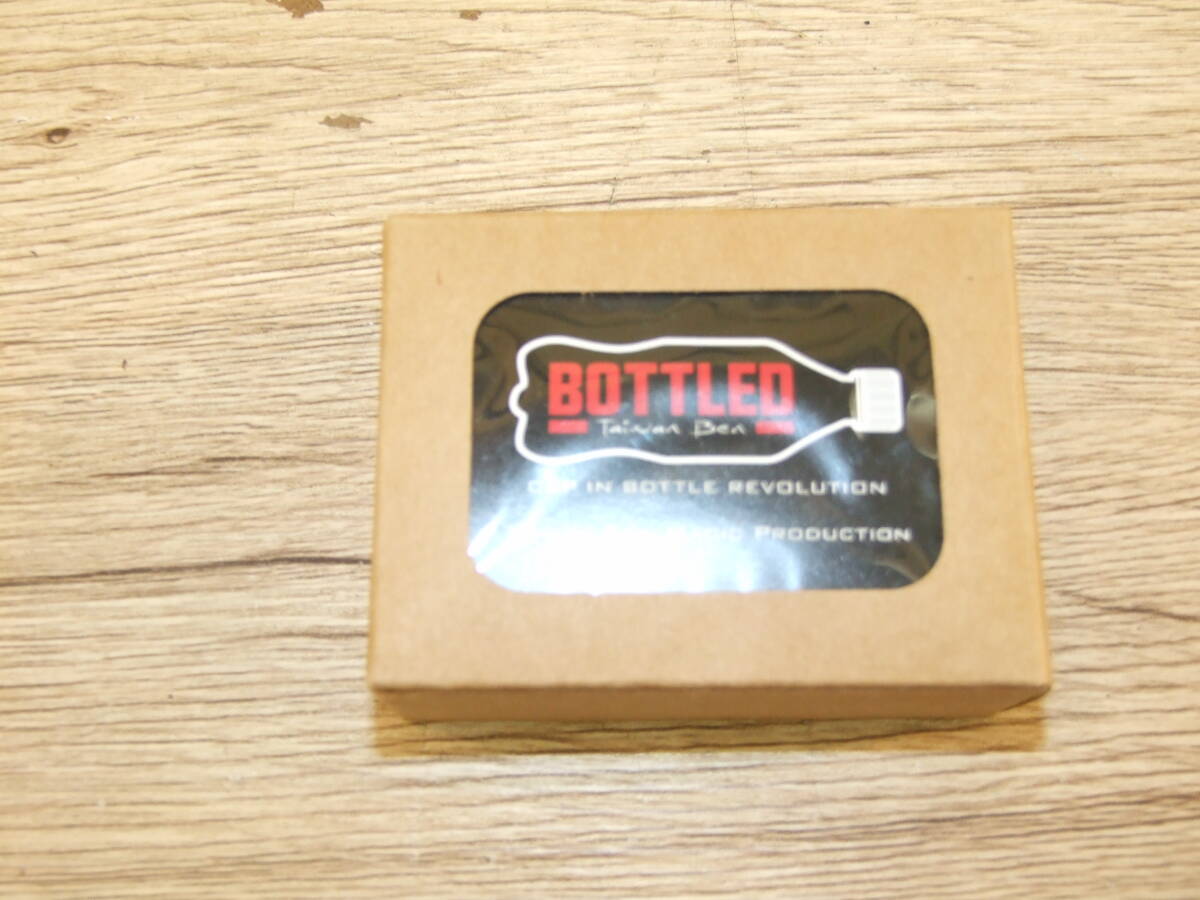 BOTTLED
Taiwan Ben
IN BOTTLE REVOLUTION
PRODUCTION